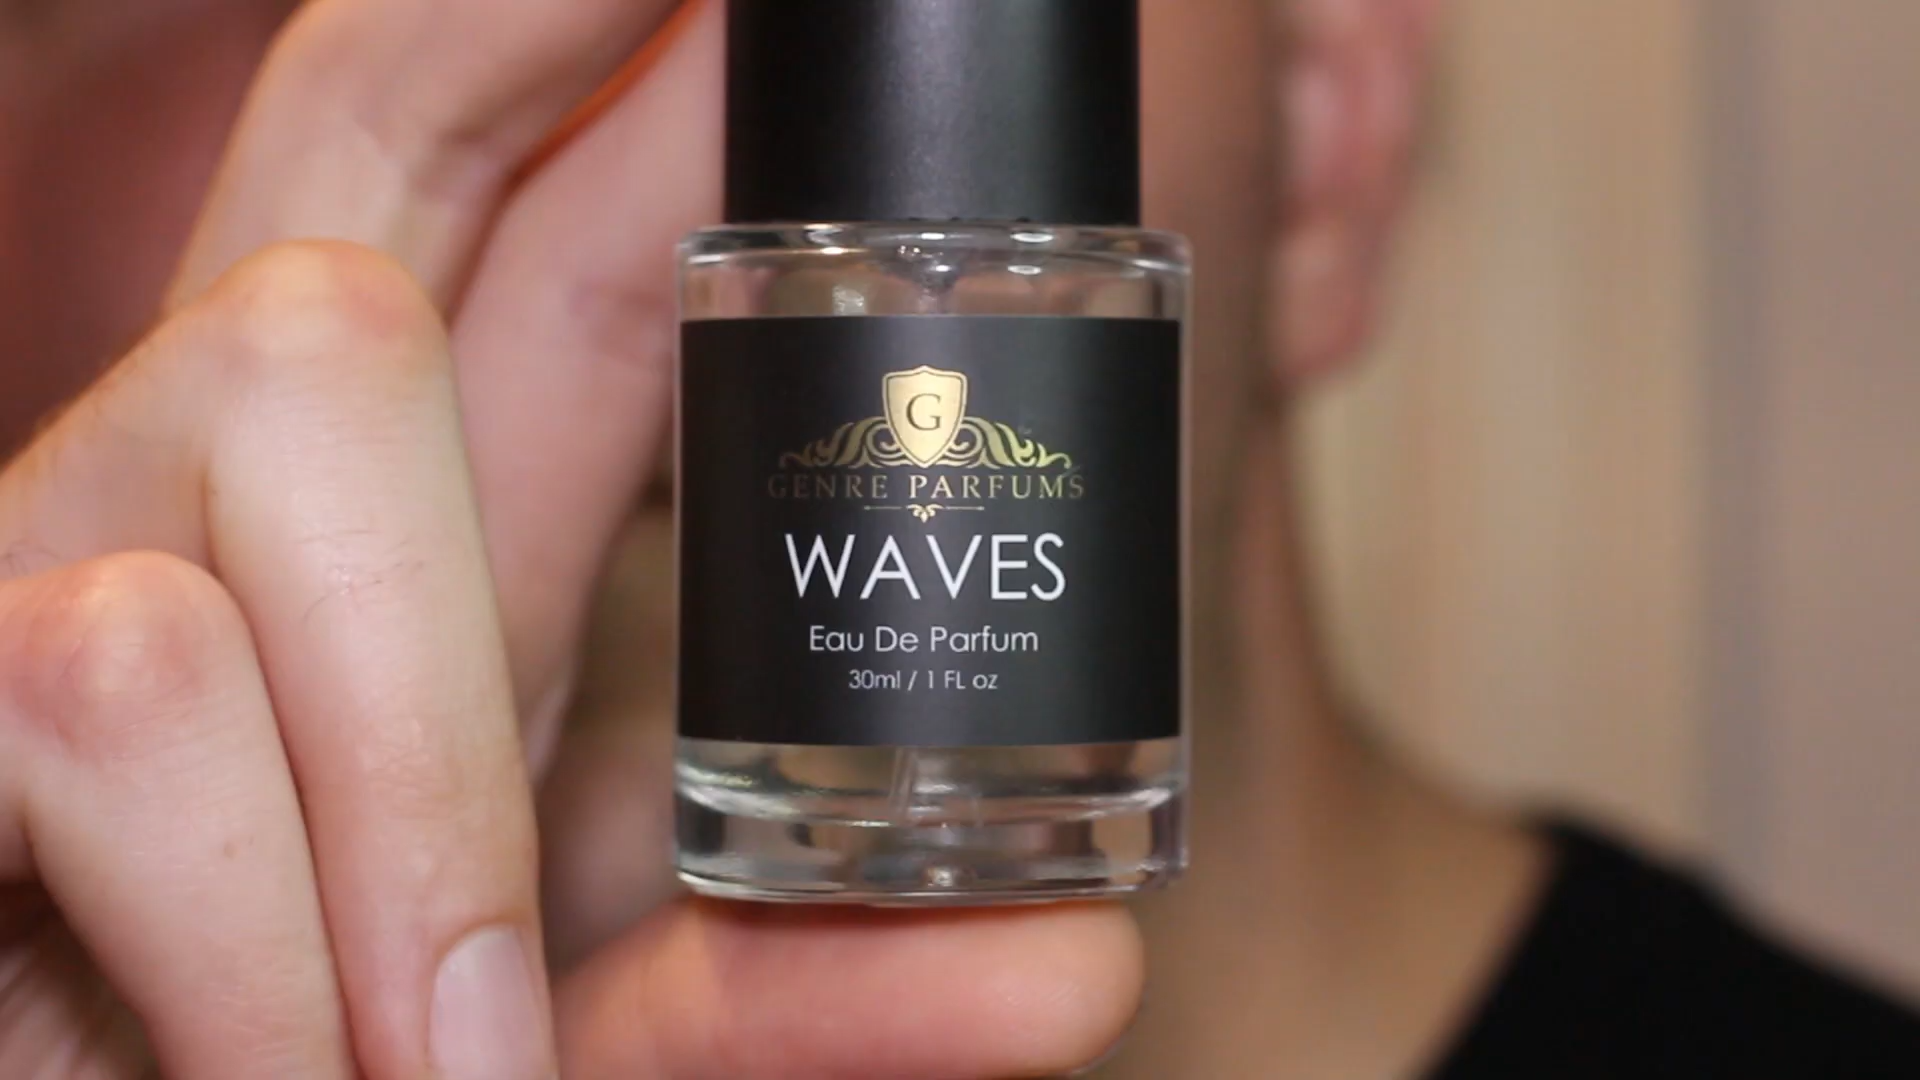 G
GENRE PARFUMS
WAVES
Eau De Parfum
30ml / 1 FL oz